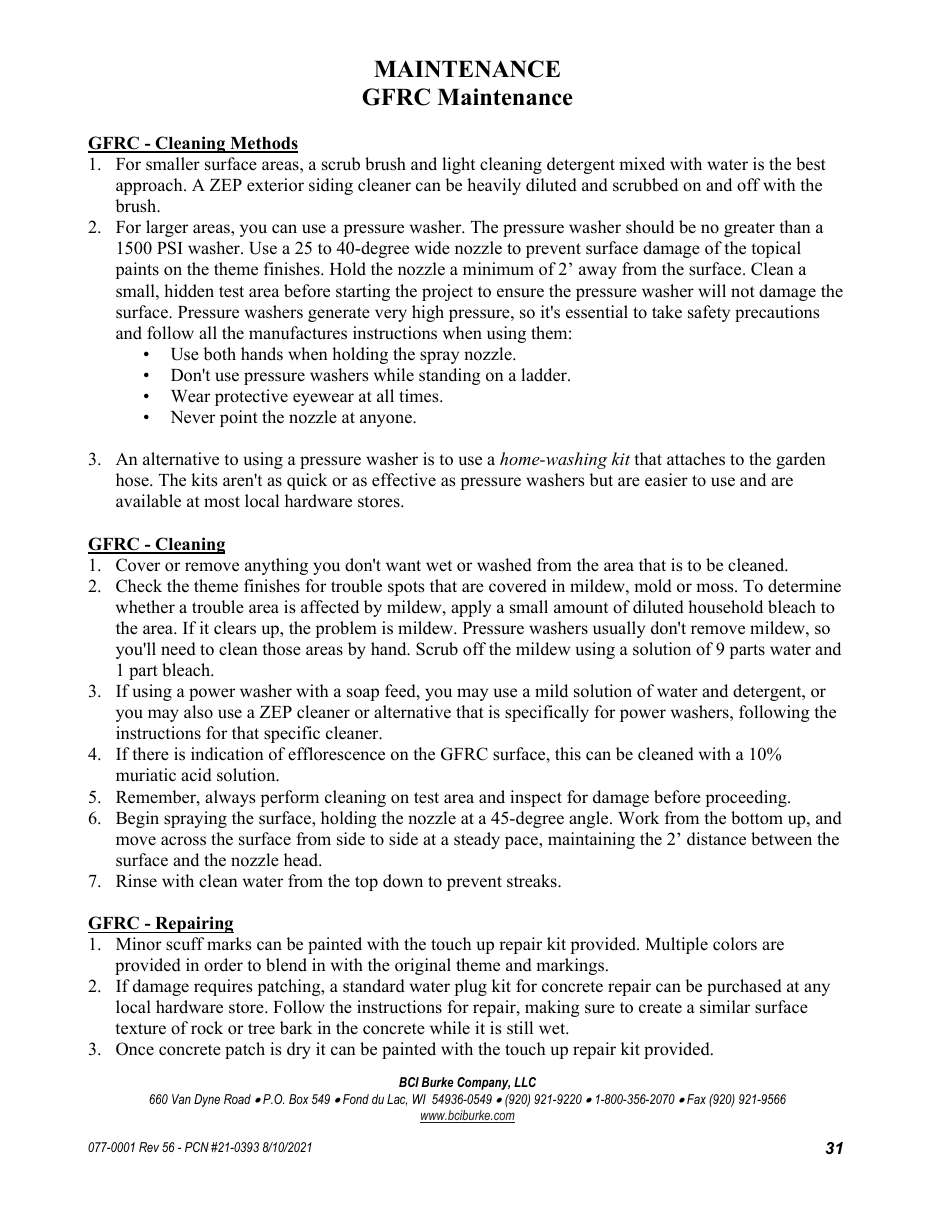 MAINTENANCE
GFRC Maintenance
GFRC - Cleaning Methods
1. For smaller surface areas, a scrub brush and light cleaning detergent mixed with water is the best
approach. A ZEP exterior siding cleaner can be heavily diluted and scrubbed on and off with the
brush.
2. For larger areas, you can use a pressure washer. The pressure washer should be no greater than a
1500 PSI washer. Use a 25 to 40-degree wide nozzle to prevent surface damage of the topical
paints on the theme finishes. Hold the nozzle a minimum of 2’ away from the surface. Clean a
small, hidden test area before starting the project to ensure the pressure washer will not damage the
surface. Pressure washers generate very high pressure, so it's essential to take safety precautions
and follow all the manufactures instructions when using them:
• Use both hands when holding the spray nozzle.
• Don't use pressure washers while standing on a ladder.
• Wear protective eyewear at all times.
• Never point the nozzle at anyone.
3. An alternative to using a pressure washer is to use a home-washing kit that attaches to the garden
hose. The kits aren't as quick or as effective as pressure washers but are easier to use and are
available at most local hardware stores.
GFRC - Cleaning
1. Cover or remove anything you don't want wet or washed from the area that is to be cleaned.
2. Check the theme finishes for trouble spots that are covered in mildew, mold or moss. To determine
whether a trouble area is affected by mildew, apply a small amount of diluted household bleach to
the area. If it clears up, the problem is mildew. Pressure washers usually don't remove mildew, so
you'll need to clean those areas by hand. Scrub off the mildew using a solution of 9 parts water and
1 part bleach.
3. If using a power washer with a soap feed, you may use a mild solution of water and detergent, or
you may also use a ZEP cleaner or alternative that is specifically for power washers, following the
instructions for that specific cleaner.
4. If there is indication of efflorescence on the GFRC surface, this can be cleaned with a 10%
muriatic acid solution.
5. Remember, always perform cleaning on test area and inspect for damage before proceeding.
6. Begin spraying the surface, holding the nozzle at a 45-degree angle. Work from the bottom up, and
move across the surface from side to side at a steady pace, maintaining the 2’ distance between the
surface and the nozzle head.
7. Rinse with clean water from the top down to prevent streaks.
GFRC - Repairing
1. Minor scuff marks can be painted with the touch up repair kit provided. Multiple colors are
provided in order to blend in with the original theme and markings.
2. If damage requires patching, a standard water plug kit for concrete repair can be purchased at any
local hardware store. Follow the instructions for repair, making sure to create a similar surface
texture of rock or tree bark in the concrete while it is still wet.
3. Once concrete patch is dry it can be painted with the touch up repair kit provided.
BCI Burke Company, LLC
660 Van Dyne Road • P.O. Box 549 • Fond du Lac, WI 54936-0549 • (920) 921-9220 • 1-800-356-2070 • Fax (920) 921-9566
www.bciburke.com
077-0001 Rev 56 - PCN #21-0393 8/10/2021
31